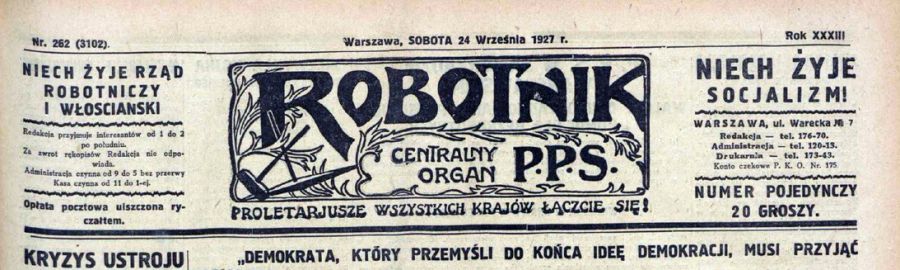 Nr. 262 (3102).
Warszawa, SOBOTA 24 Września 1927 r.
Rok XXXIII
NIECH ŻYJE RZĄD
ROBOTNICZY
I WŁOŚCIAŃSKI
Redakcja przyjmuje interesantów od 1 do 2
po południu.
Za zwrot rękopisów Redakcja nie odpo-
wiada.
Administracja czynna od 9 do 5 bez przerwy
Kasa czynna od 11 do 1-ej.
Opłata pocztowa uiszczona ry-
czałtem.
ROBOTNIK
CENTRALNY
ORGAN P.P.S.
PROLETARJUSZE WSZYSTKICH KRAJÓW ŁĄCZCIE SIĘ!
NIECH ŻYJE
SOCJALIZM!
WARSZAWA, ul. Warecka № 7
Redakcja — tel. 176-70.
Administracja — tel. 120-13.
Drukarnia — tel. 173-43.
Konto czekowe P. K. O. Nr. 175
NUMER POJEDYNCZY
20 GROSZY.
KRYZYS USTROJU
„DEMOKRATA, KTÓRY PRZEMYŚLI DO KOŃCA IDEĘ DEMOKRACJI, MUSI PRZYJĄĆ